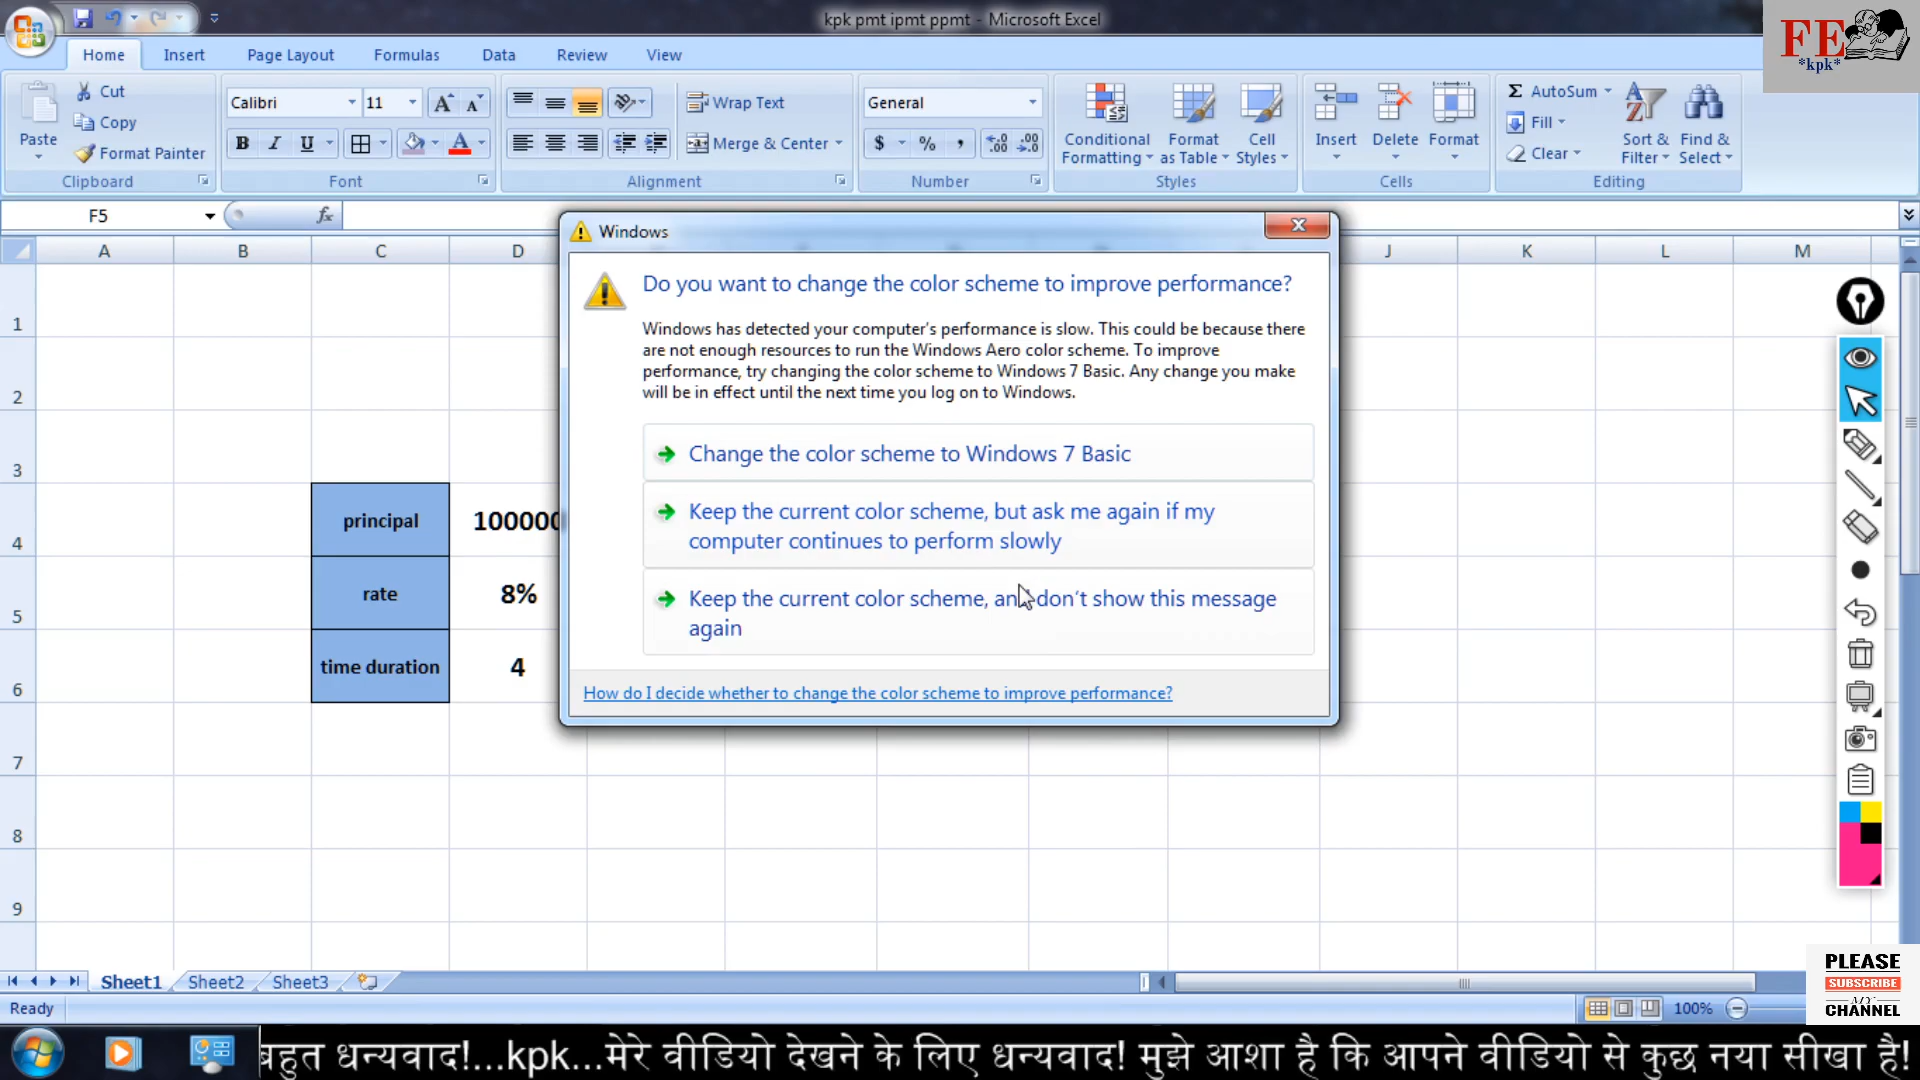 kpk pmt ipmt ppmt - Microsoft Excel
FE
*kpk*
Home Insert Page Layout Formulas Data Review View
Cut
Copy
Format Painter
Paste
Clipboard
Calibri 11
B I U
Font
Wrap Text
Merge & Center
Alignment
General
$ % ,
Number
Conditional Formatting
Format as Table
Cell Styles
Styles
Insert Delete Format
Cells
Σ AutoSum
Fill
Clear
Sort & Filter
Find & Select
Editing
F5 fx
A B C D J K L M
1
2
3
4 principal 100000
5 rate 8%
6 time duration 4
7
8
9
Windows
Do you want to change the color scheme to improve performance?
Windows has detected your computer's performance is slow. This could be because there
are not enough resources to run the Windows Aero color scheme. To improve
performance, try changing the color scheme to Windows 7 Basic. Any change you make
will be in effect until the next time you log on to Windows.
Change the color scheme to Windows 7 Basic
Keep the current color scheme, but ask me again if my
computer continues to perform slowly
Keep the current color scheme, and don't show this message
again
How do I decide whether to change the color scheme to improve performance?
Sheet1 Sheet2 Sheet3
Ready
100%
PLEASE
SUBSCRIBE
MY
CHANNEL
बहुत धन्यवाद!...kpk...मेरे वीडियो देखने के लिए धन्यवाद! मुझे आशा है कि आपने वीडियो से कुछ नया सीखा है!